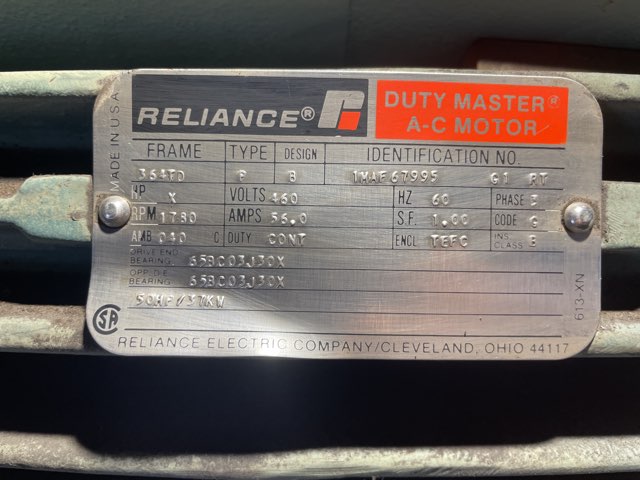 MADE IN U.S.A.
RELIANCE®
DUTY MASTER®
A-C MOTOR
FRAME TYPE DESIGN IDENTIFICATION NO.
364TD P B 1MAF67995 G1 RT
HP X VOLTS 460 HZ 60 PHASE 3
RPM 1780 AMPS 56.0 S.F. 1.00 CODE G
AMB 040 C DUTY CONT ENCL TEFC INS. CLASS B
DRIVE END BEARING 65BC03J30X
OPP. D.E. BEARING 65BC03J30X
50HP/37KW
613-XN
SA
RELIANCE ELECTRIC COMPANY/CLEVELAND, OHIO 44117